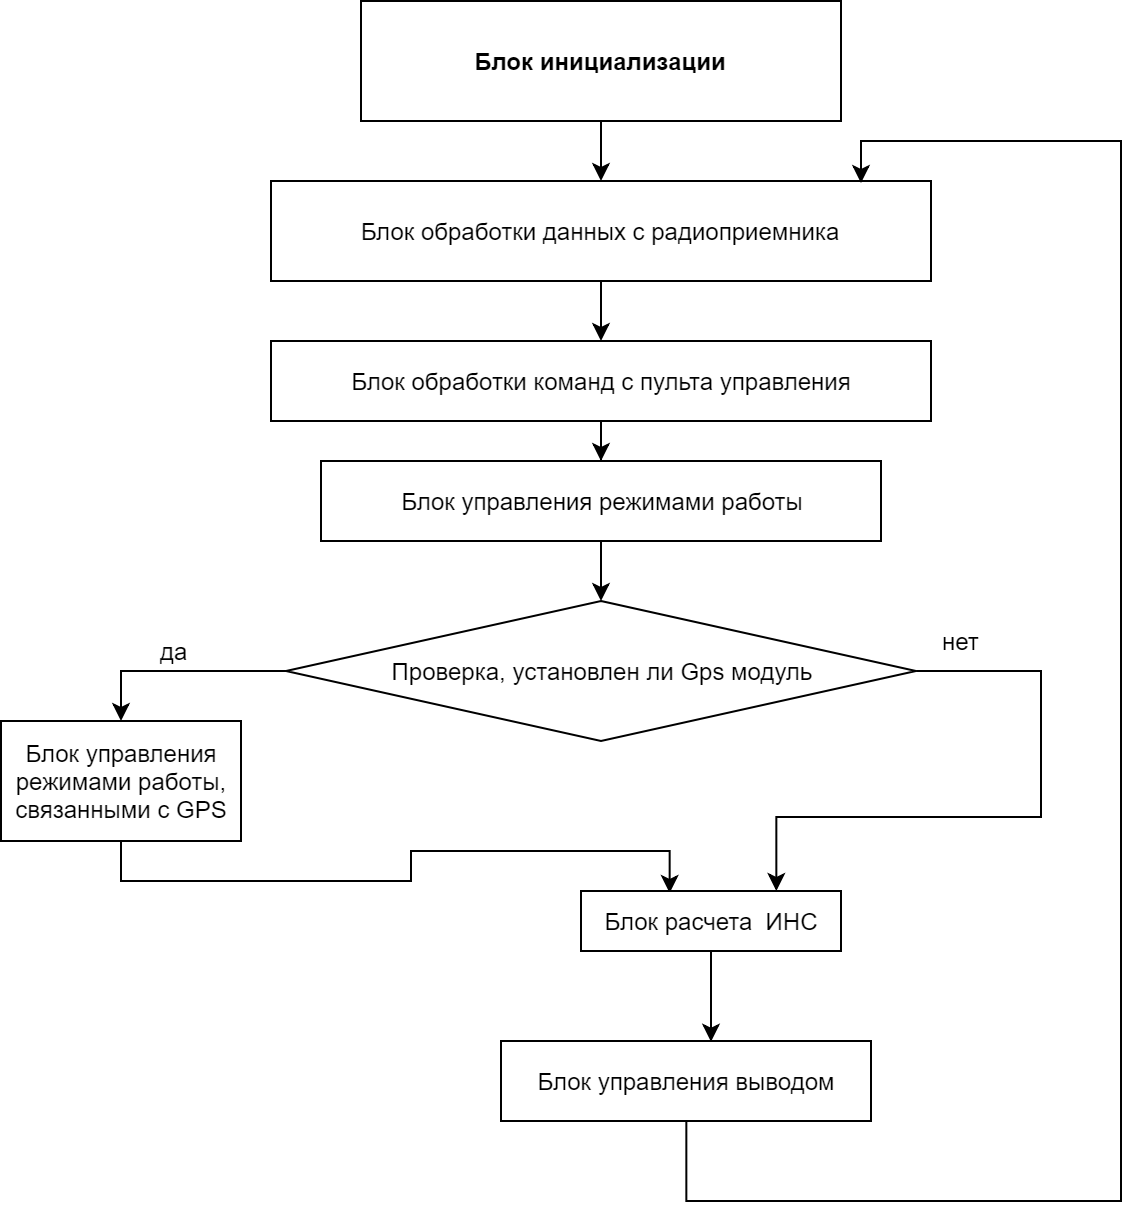 Блок инициализации
Блок обработки данных с радиоприемника
Блок обработки команд с пульта управления
Блок управления режимами работы
да
нет
Проверка, установлен ли Gps модуль
Блок управления
режимами работы,
связанными с GPS
Блок расчета  ИНС
Блок управления выводом